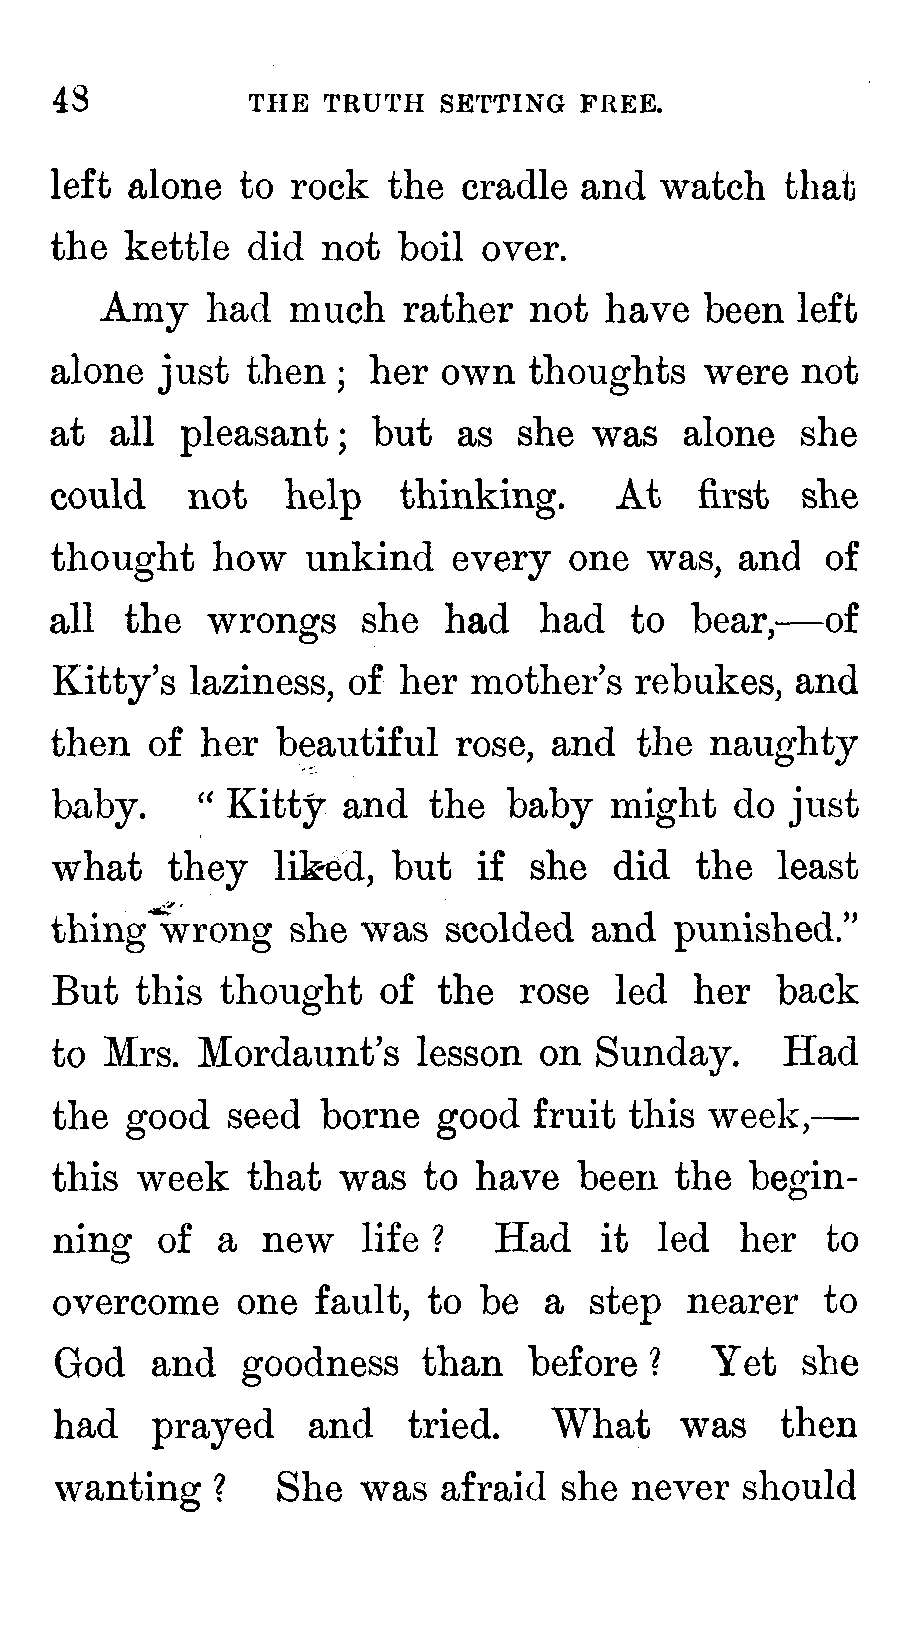 48 THE TRUTH SETTING FREE.
left alone to rock the cradle and watch that
the kettle did not boil over.
Amy had much rather not have been left
alone just then ; her own thoughts were not
at all pleasant ; but as she was alone she
could not help thinking. At first she
thought how unkind every one was, and of
all the wrongs she had had to bear,—of
Kitty's laziness, of her mother's rebukes, and
then of her beautiful rose, and the naughty
baby. “ Kitty and the baby might do just
what they liked, but if she did the least
thing wrong she was scolded and punished.”
But this thought of the rose led her back
to Mrs. Mordaunt's lesson on Sunday. Had
the good seed borne good fruit this week,—
this week that was to have been the begin-
ning of a new life ? Had it led her to
overcome one fault, to be a step nearer to
God and goodness than before ? Yet she
had prayed and tried. What was then
wanting ? She was afraid she never should